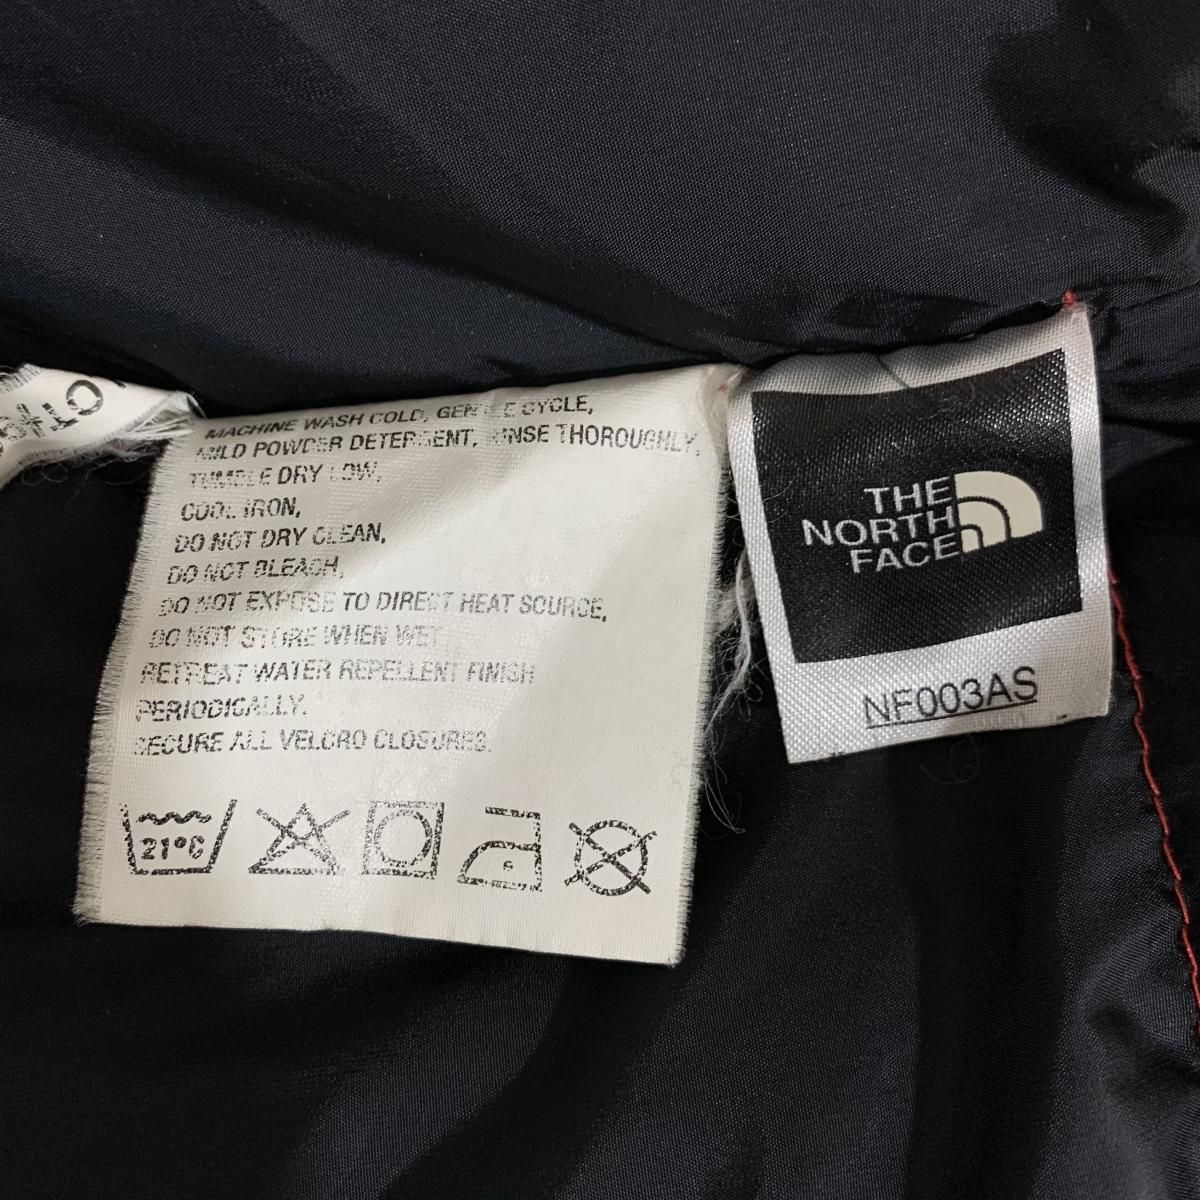 MACHINE WASH COLD, GENTLE CYCLE,
MILD POWDER DETERGENT, RINSE THOROUGHLY,
TUMBLE DRY LOW,
COOL IRON,
DO NOT DRY CLEAN,
DO NOT BLEACH,
DO NOT EXPOSE TO DIRECT HEAT SOURCE,
DO NOT STORE WHEN WET
RETREAT WATER REPELLENT FINISH
PERIODICALLY.
SECURE ALL VELCRO CLOSURES.
21°C
THE
NORTH
FACE
NF003AS